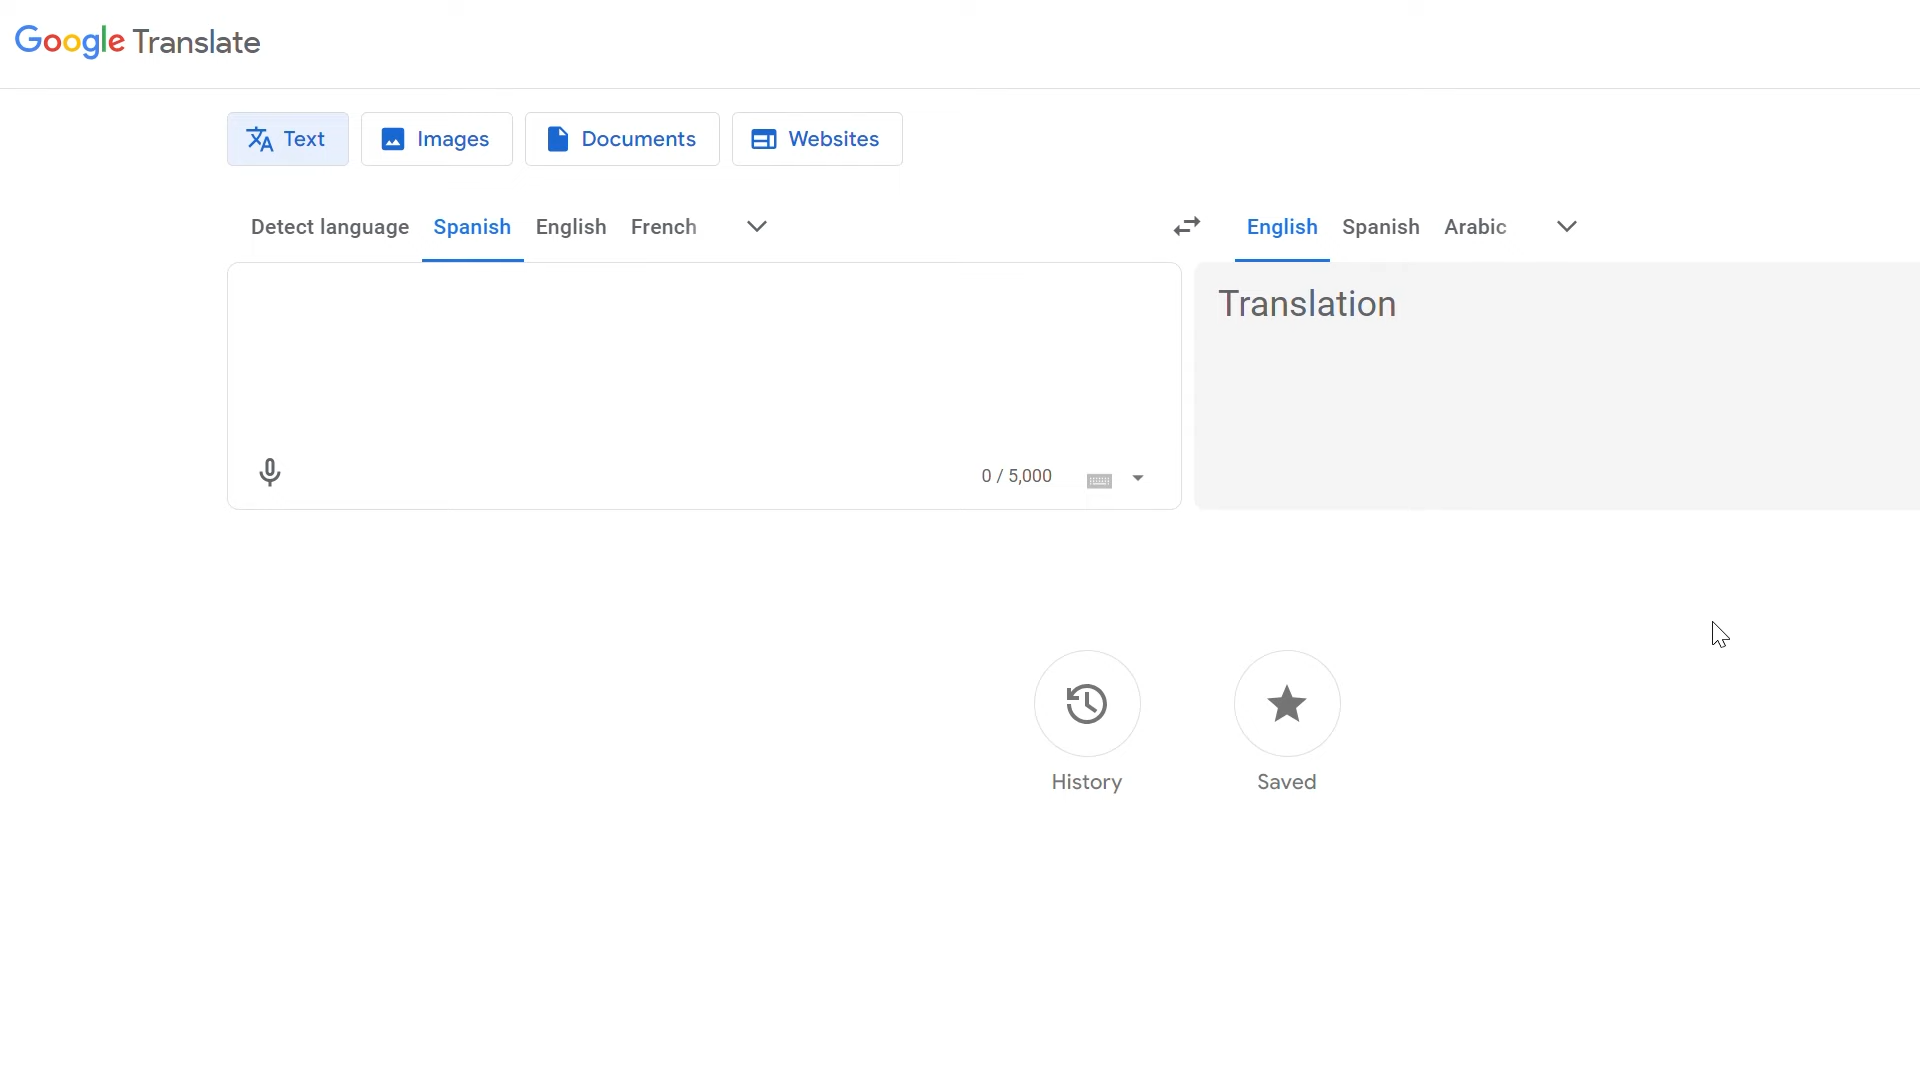 Google Translate
Text Images Documents Websites
Detect language Spanish English French English Spanish Arabic
Translation
0 / 5,000
History Saved